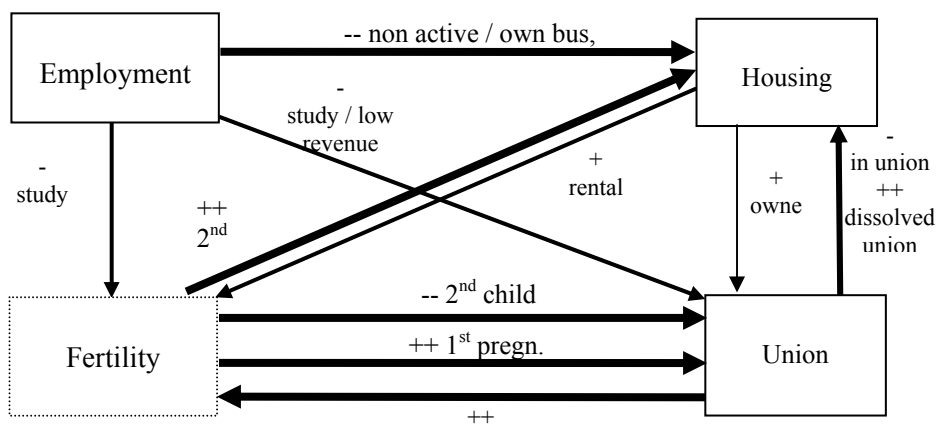 -- non active / own bus,
Employment
Housing
-
study / low
revenue
-
study
+
rental
+
owne
-
in union
++
dissolved
union
++
2nd
-- 2nd child
++ 1st pregn.
Fertility
Union
++